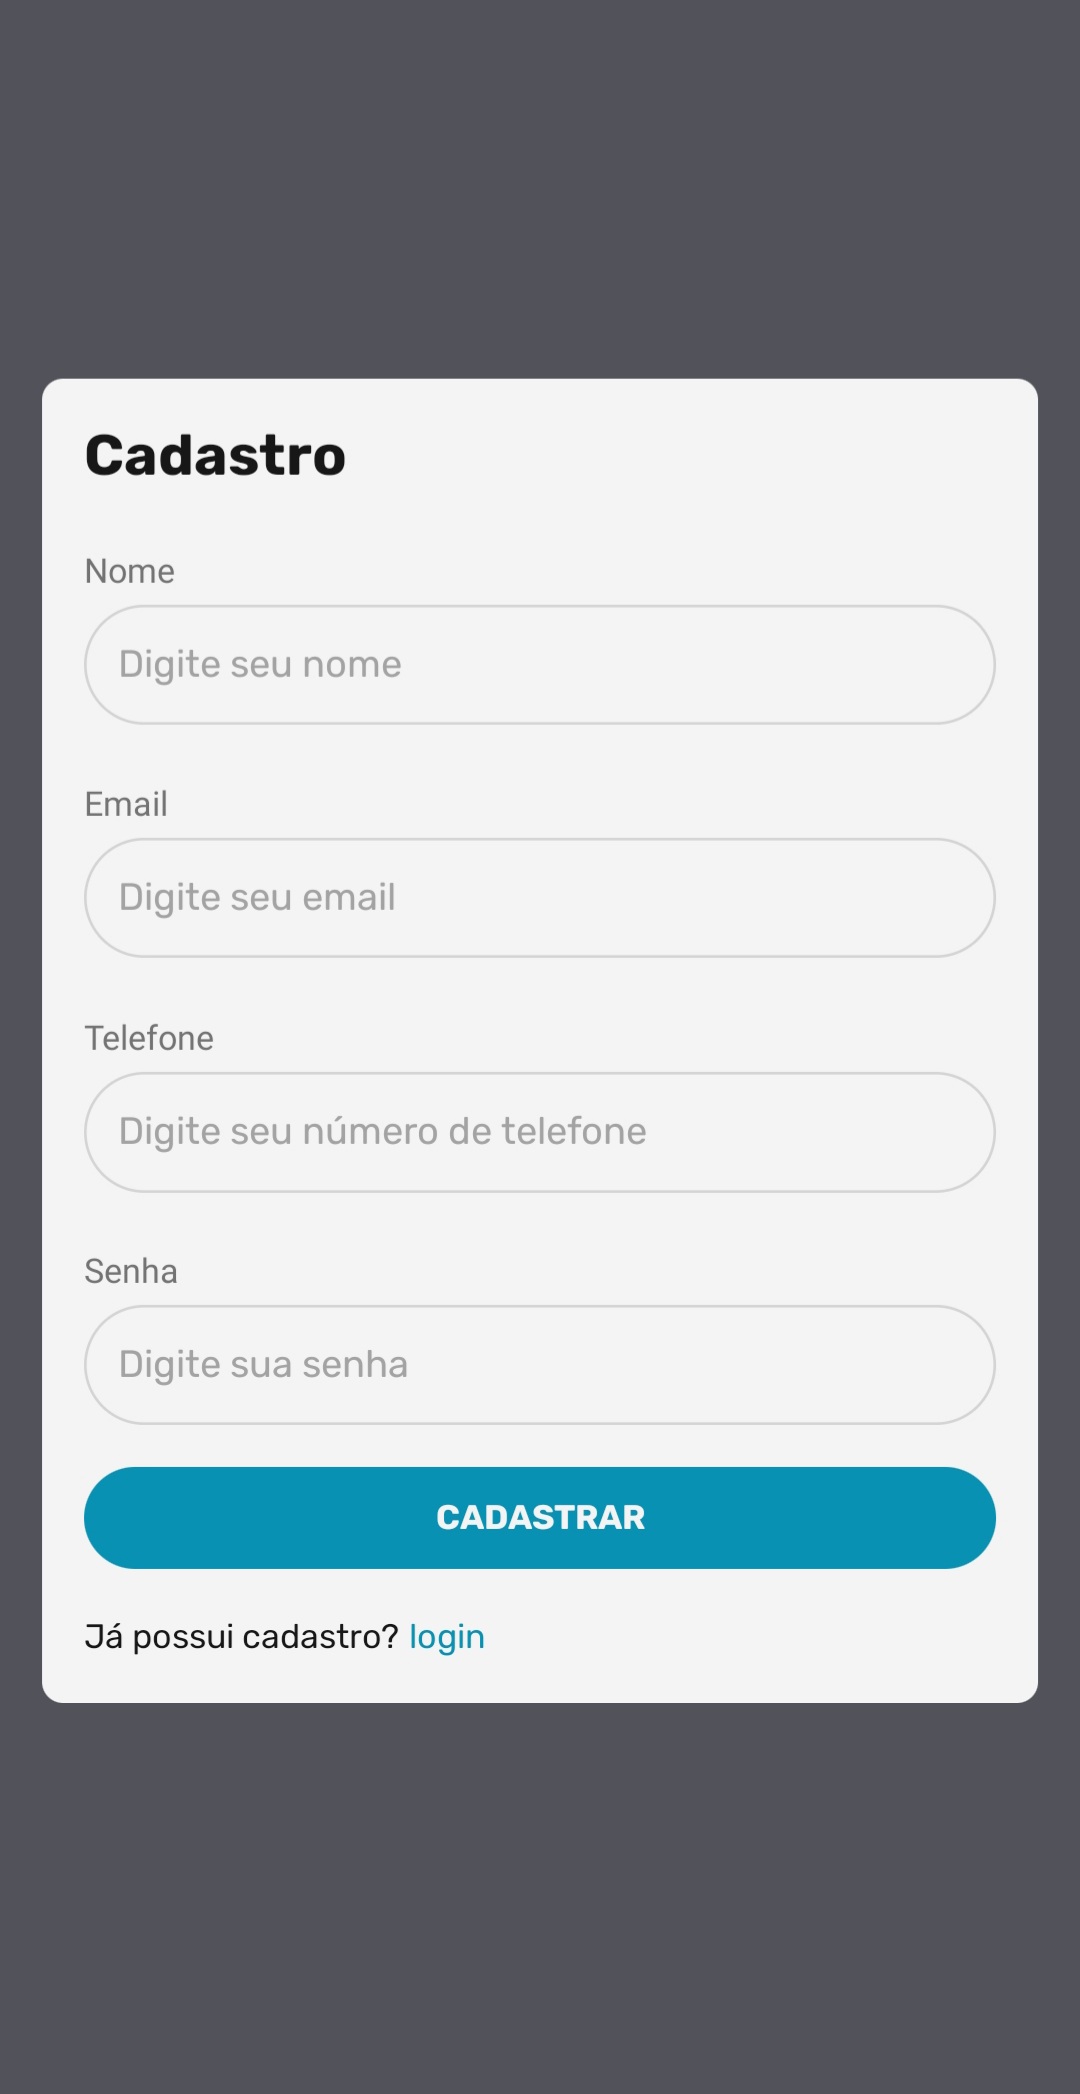 Cadastro
Nome
Digite seu nome
Email
Digite seu email
Telefone
Digite seu número de telefone
Senha
Digite sua senha
CADASTRAR
Já possui cadastro? login